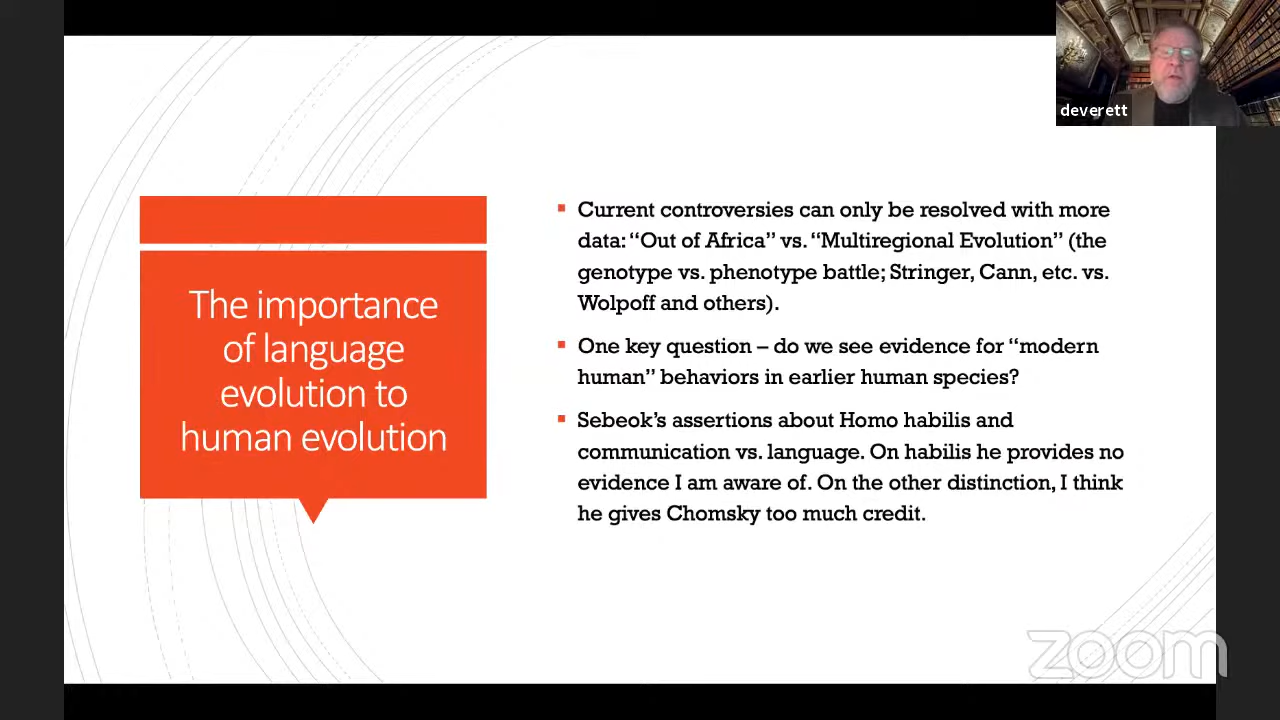 deverett
The importance
of language
evolution to
human evolution
Current controversies can only be resolved with more
data: “Out of Africa” vs. “Multiregional Evolution” (the
genotype vs. phenotype battle; Stringer, Cann, etc. vs.
Wolpoff and others).
One key question – do we see evidence for “modern
human” behaviors in earlier human species?
Sebeok’s assertions about Homo habilis and
communication vs. language. On habilis he provides no
evidence I am aware of. On the other distinction, I think
he gives Chomsky too much credit.
zoom